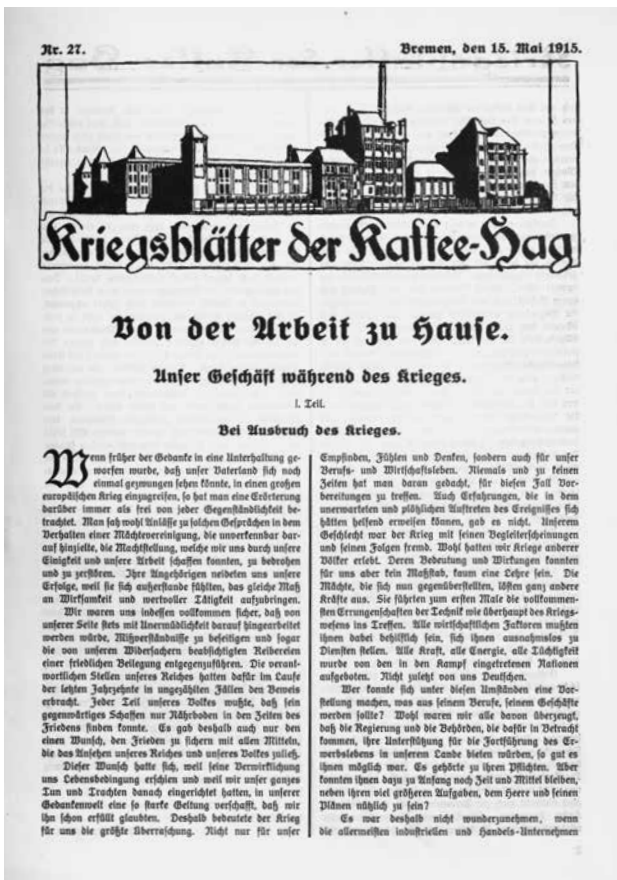 Nr. 27.
Bremen, den 15. Mai 1915.
Kriegsblätter der Kaffee-Hag
Von der Arbeit zu Hause.
Unser Geschäft während des Krieges.
I. Teil.
Bei Ausbruch des Krieges.
Wenn früher der Gedanke in eine Unterhaltung ge-
worfen wurde, daß unser Vaterland sich noch
einmal gezwungen sehen könnte, in einen großen
europäischen Krieg einzugreifen, so hat man eine Erörterung
darüber immer als frei von jeder Gegenständlichkeit be-
trachtet. Man sah wohl Anlässe zu solchen Gesprächen in dem
Verhalten einer Mächtevereinigung, die unverkennbar dar-
auf hinzielte, die Machtstellung, welche wir uns durch unsere
Einigkeit und unsere Arbeit schaffen konnten, zu bedrohen
und zu zerstören. Ihre Angehörigen neideten uns unsere
Erfolge, weil sie sich außerstande fühlten, das gleiche Maß
an Wirksamkeit und wertvoller Tätigkeit aufzubringen.
Wir waren uns indessen vollkommen sicher, daß von
unserer Seite stets mit Unermüdlichkeit darauf hingearbeitet
werden würde, Mißverständnisse zu beseitigen und sogar
die von unseren Widersachern beabsichtigten Reibereien
einer friedlichen Beilegung entgegenzuführen. Die verant-
wortlichen Stellen unseres Reiches hatten dafür im Laufe
der letzten Jahrzehnte in ungezählten Fällen den Beweis
erbracht. Jeder Teil unseres Volkes wußte, daß sein
gegenwärtiges Schaffen nur Nährboden in den Zeiten des
Friedens finden konnte. Es gab deshalb auch nur den
einen Wunsch, den Frieden zu sichern mit allen Mitteln,
die das Ansehen unseres Reiches und unseres Volkes zuließ.
Dieser Wunsch hatte sich, weil seine Verwirklichung
uns Lebensbedingung erschien und weil wir unser ganzes
Tun und Trachten danach eingerichtet hatten, in unserer
Gedankenwelt eine so starke Geltung verschafft, daß wir
ihn schon erfüllt glaubten. Deshalb bedeutete der Krieg
für uns die größte Überraschung. Nicht nur für unser
Empfinden, Fühlen und Denken, sondern auch für unser
Berufs- und Wirtschaftsleben. Niemals und zu keinen
Zeiten hat man daran gedacht, für diesen Fall Vor-
bereitungen zu treffen. Auch Erfahrungen, die in dem
unerwarteten und plötzlichen Auftreten des Ereignisses sich
hätten helfend erweisen können, gab es nicht. Unserem
Geschlecht war der Krieg mit seinen Begleiterscheinungen
und seinen Folgen fremd. Wohl hatten wir Kriege anderer
Völker erlebt. Deren Bedeutung und Wirkungen konnten
für uns aber kein Maßstab, kaum eine Lehre sein. Die
Mächte, die sich nun gegenüberstellten, lösten ganz andere
Kräfte aus. Sie führten zum ersten Male die vollkommen-
sten Errungenschaften der Technik wie überhaupt des Kriegs-
wesens ins Treffen. Alle wirtschaftlichen Faktoren mußten
ihnen dabei behilflich sein, sich ihnen ausnahmslos zu
Diensten stellen. Alle Kraft, alle Energie, alle Tüchtigkeit
wurde von den in den Kampf eingetretenen Nationen
aufgeboten. Nicht zuletzt von uns Deutschen.
Wer konnte sich unter diesen Umständen eine Vor-
stellung machen, was aus seinem Berufe, seinem Geschäfte
werden sollte? Wohl waren wir alle davon überzeugt,
daß die Regierung und die Behörden, die dafür in Betracht
kommen, ihre Unterstützung für die Fortführung des Er-
werbslebens in unserem Lande bieten würden, so gut es
ihnen möglich war. Es gehörte zu ihren Pflichten. Aber
konnten ihnen dazu zu Anfang noch Zeit und Mittel bleiben,
neben ihren viel größeren Aufgaben, dem Heere und seinen
Plänen nützlich zu sein?
Es war deshalb nicht wunderzunehmen, wenn
die allermeisten industriellen und Handels-Unternehmen